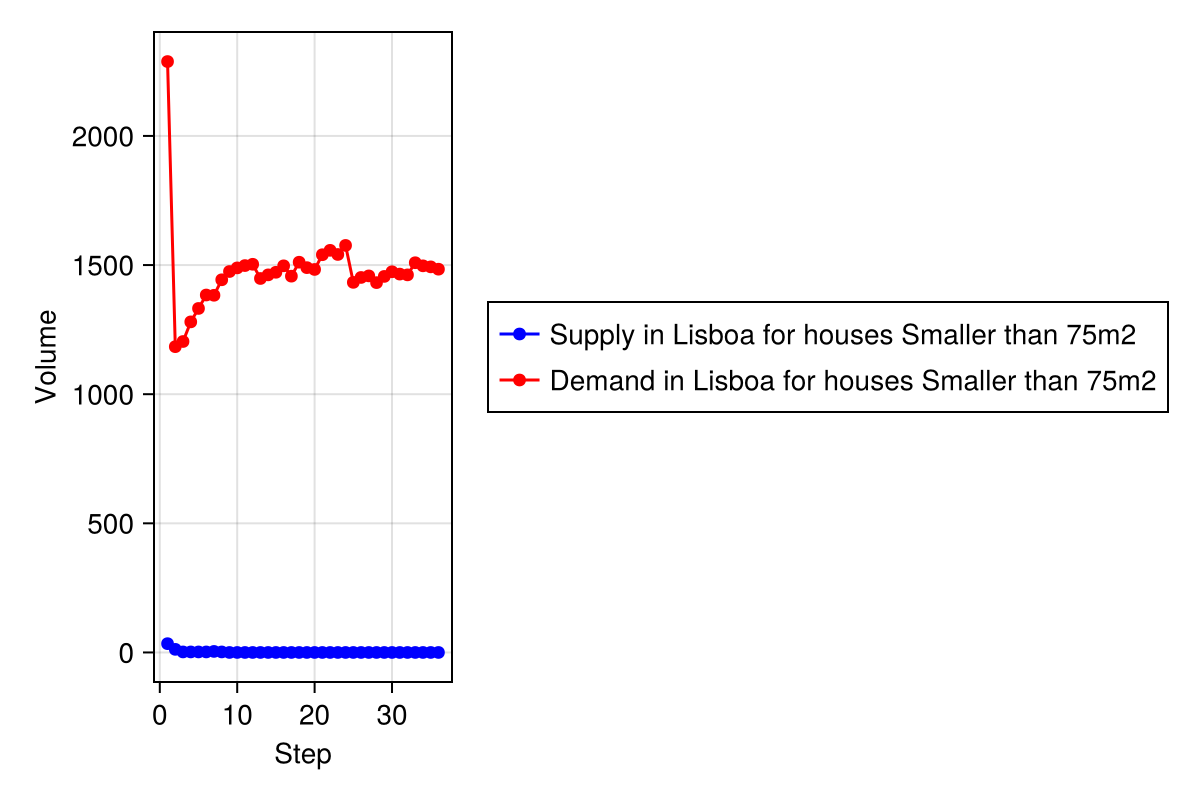 Volume
2000
1500
1000
500
0
0 10 20 30
Step
Supply in Lisboa for houses Smaller than 75m2
Demand in Lisboa for houses Smaller than 75m2